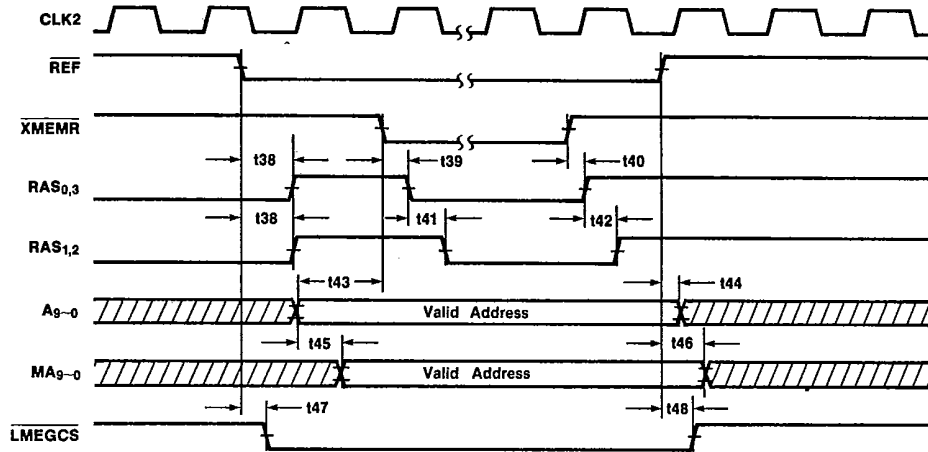 CLK2
REF
XMEMR
t38 t39 t40
RAS0,3
t38 t41 t42
RAS1,2
t43 t44
A9~0 Valid Address
t45 t46
MA9~0 Valid Address
t47 t48
LMEGCS